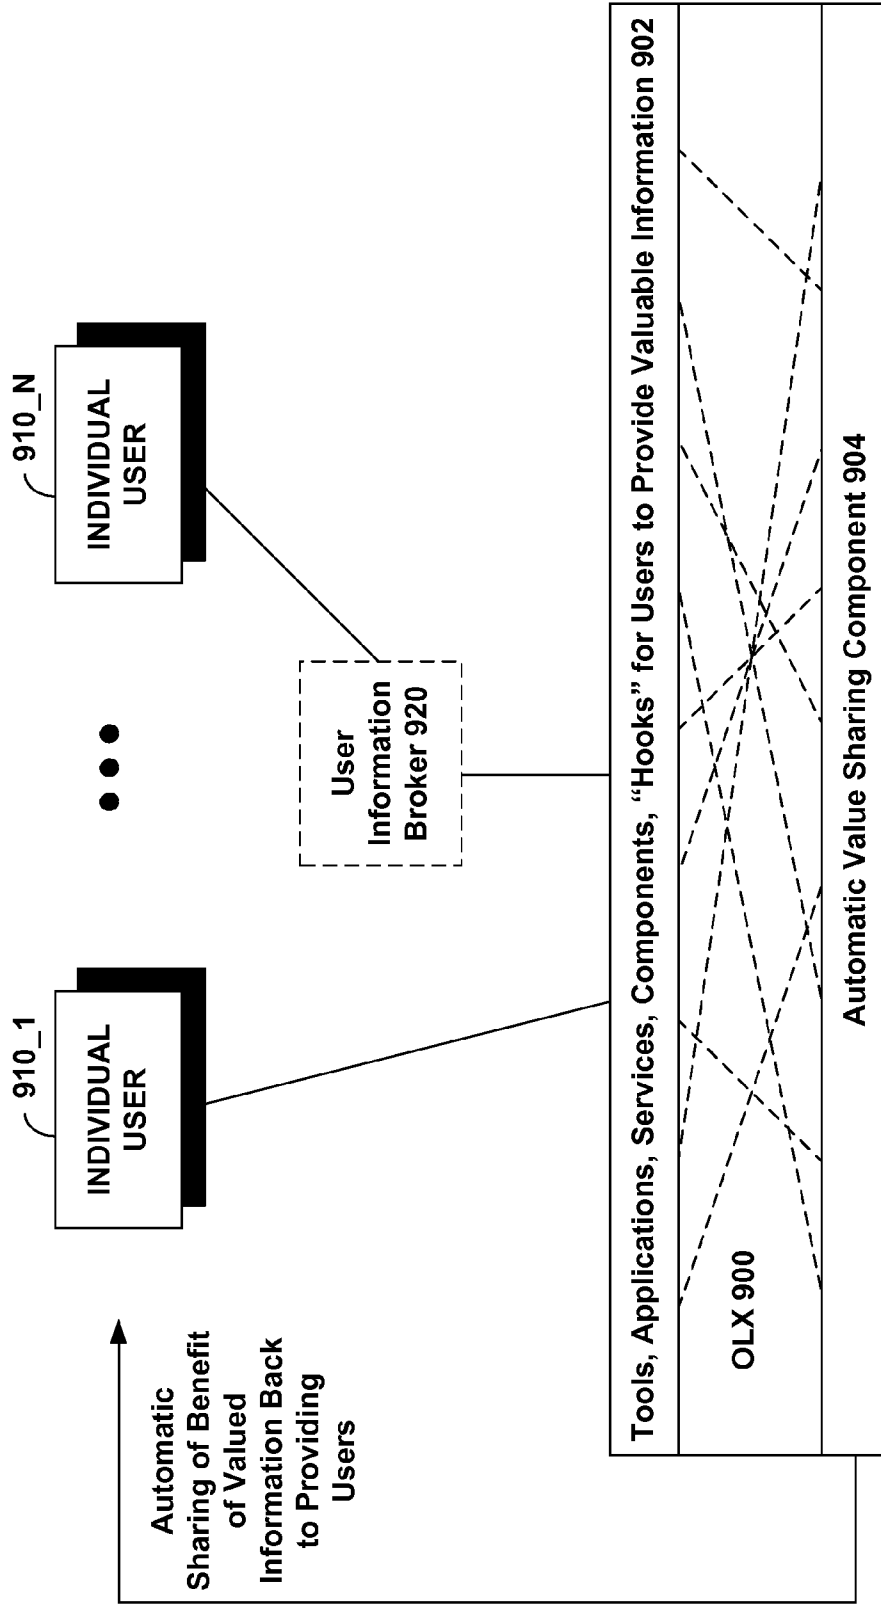 910_1
INDIVIDUAL
USER
910_N
INDIVIDUAL
USER
Automatic
Sharing of Benefit
of Valued
Information Back
to Providing
Users
User
Information
Broker 920
Tools, Applications, Services, Components, “Hooks” for Users to Provide Valuable Information 902
OLX 900
Automatic Value Sharing Component 904